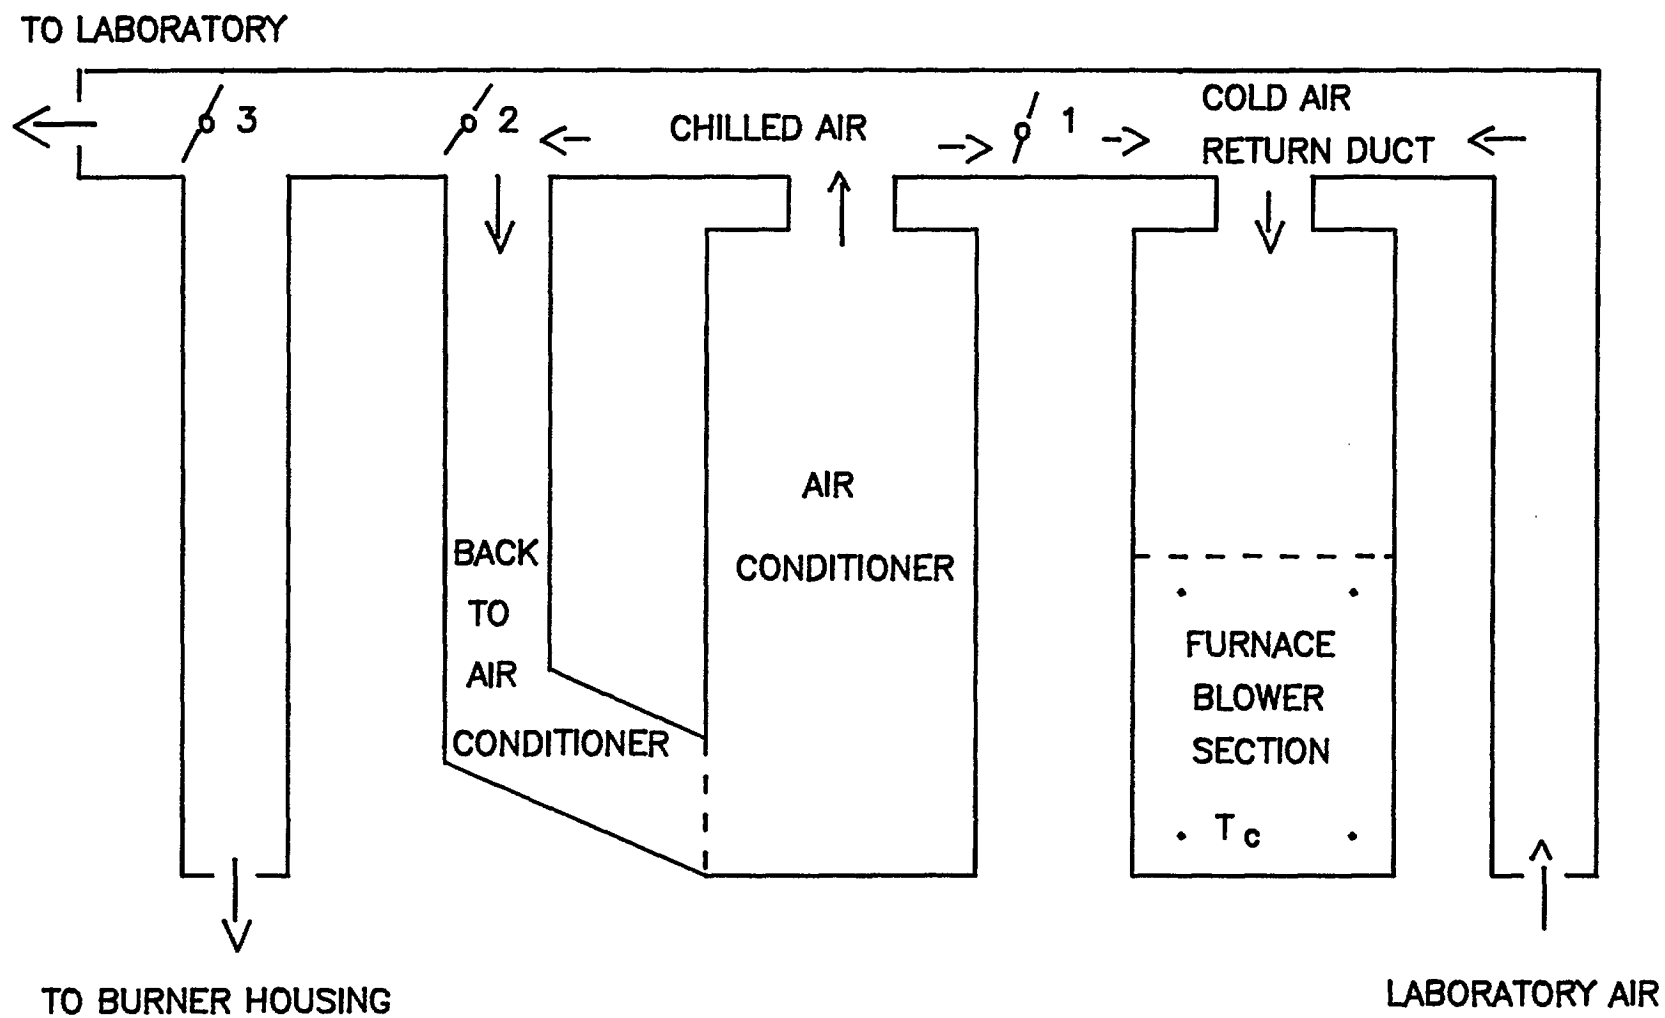 TO LABORATORY
3
2
CHILLED AIR
1
COLD AIR
RETURN DUCT
AIR
CONDITIONER
BACK
TO
AIR
CONDITIONER
FURNACE
BLOWER
SECTION
Tc
TO BURNER HOUSING
LABORATORY AIR